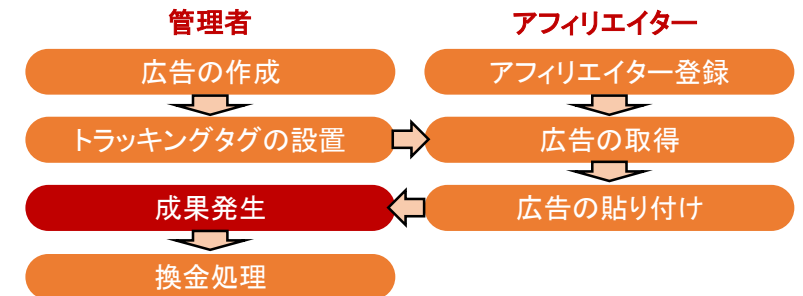 管理者
アフィリエイター
広告の作成
アフィリエイター登録
トラッキングタグの設置
広告の取得
成果発生
広告の貼り付け
換金処理